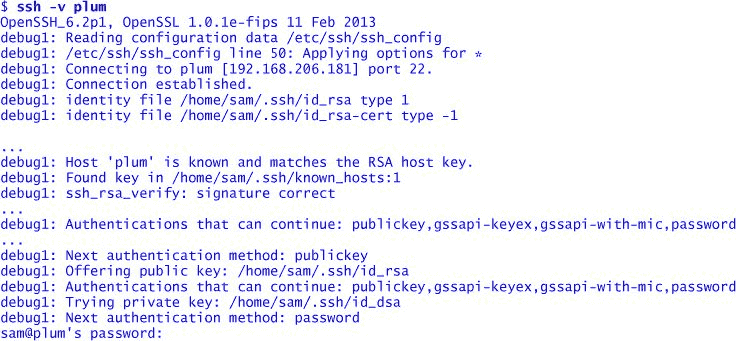 $ ssh -v plum
OpenSSH_6.2p1, OpenSSL 1.0.1e-fips 11 Feb 2013
debug1: Reading configuration data /etc/ssh/ssh_config
debug1: /etc/ssh/ssh_config line 50: Applying options for *
debug1: Connecting to plum [192.168.206.181] port 22.
debug1: Connection established.
debug1: identity file /home/sam/.ssh/id_rsa type 1
debug1: identity file /home/sam/.ssh/id_rsa-cert type -1
...
debug1: Host 'plum' is known and matches the RSA host key.
debug1: Found key in /home/sam/.ssh/known_hosts:1
debug1: ssh_rsa_verify: signature correct
...
debug1: Authentications that can continue: publickey,gssapi-keyex,gssapi-with-mic,password
...
debug1: Next authentication method: publickey
debug1: Offering public key: /home/sam/.ssh/id_rsa
debug1: Authentications that can continue: publickey,gssapi-keyex,gssapi-with-mic,password
debug1: Trying private key: /home/sam/.ssh/id_dsa
debug1: Next authentication method: password
sam@plum's password: